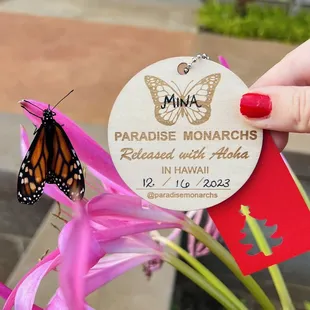 MINA
PARADISE MONARCHS
Released with Aloha
IN HAWAII
12 / 16 / 2023
@paradisemonarchs